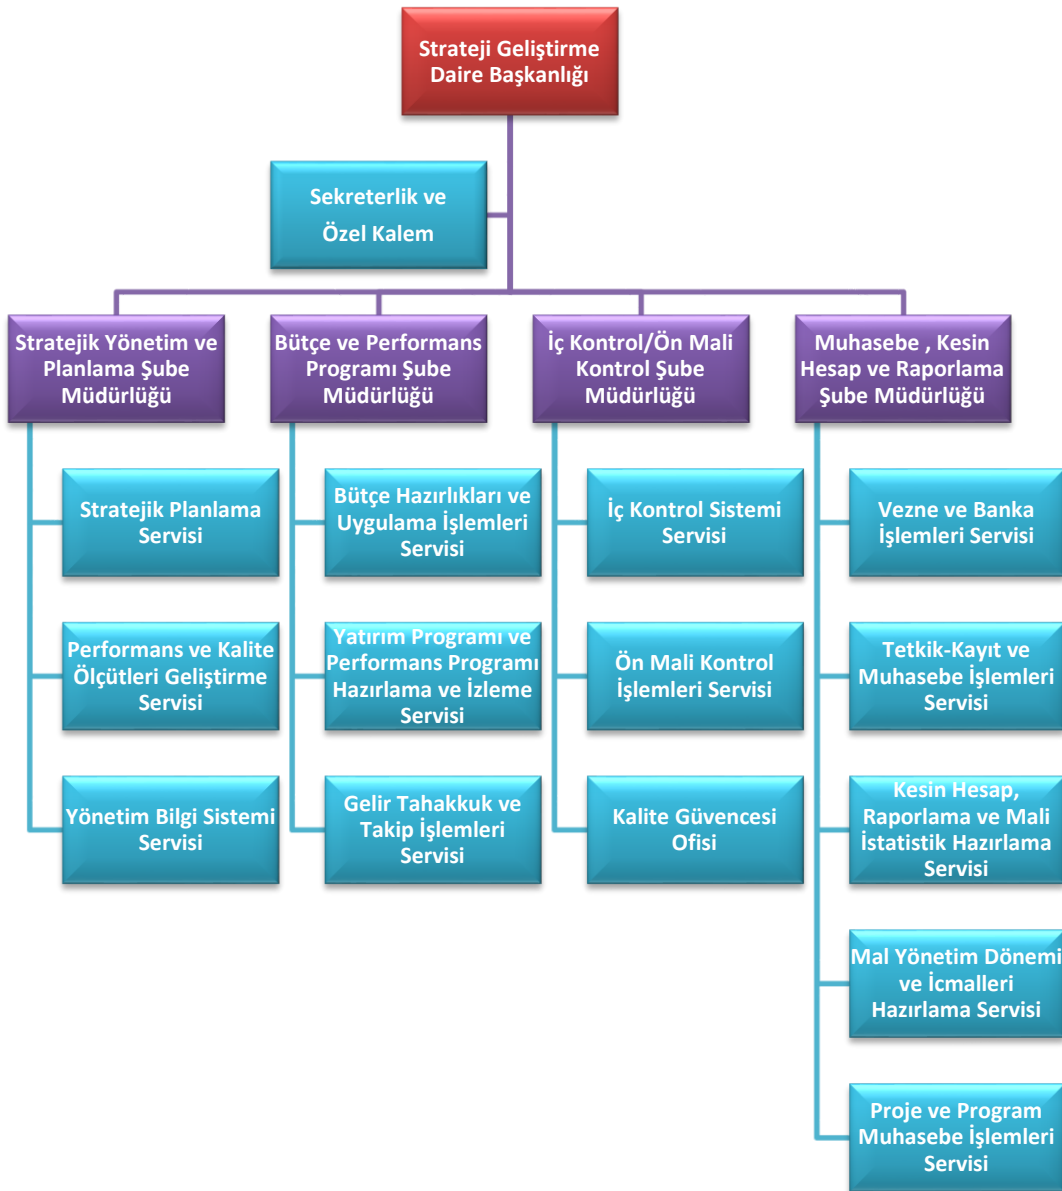 Strateji Geliştirme
Daire Başkanlığı
Sekreterlik ve
Özel Kalem
Stratejik Yönetim ve
Planlama Şube
Müdürlüğü
Stratejik Planlama
Servisi
Performans ve Kalite
Ölçütleri Geliştirme
Servisi
Yönetim Bilgi Sistemi
Servisi
Bütçe ve Performans
Programı Şube
Müdürlüğü
Bütçe Hazırlıkları ve
Uygulama İşlemleri
Servisi
Yatırım Programı ve
Performans Programı
Hazırlama ve İzleme
Servisi
Gelir Tahakkuk ve
Takip İşlemleri
Servisi
İç Kontrol/Ön Mali
Kontrol Şube
Müdürlüğü
İç Kontrol Sistemi
Servisi
Ön Mali Kontrol
İşlemleri Servisi
Kalite Güvencesi
Ofisi
Muhasebe , Kesin
Hesap ve Raporlama
Şube Müdürlüğü
Vezne ve Banka
İşlemleri Servisi
Tetkik-Kayıt ve
Muhasebe İşlemleri
Servisi
Kesin Hesap,
Raporlama ve Mali
İstatistik Hazırlama
Servisi
Mal Yönetim Dönemi
ve İcmalleri
Hazırlama Servisi
Proje ve Program
Muhasebe İşlemleri
Servisi